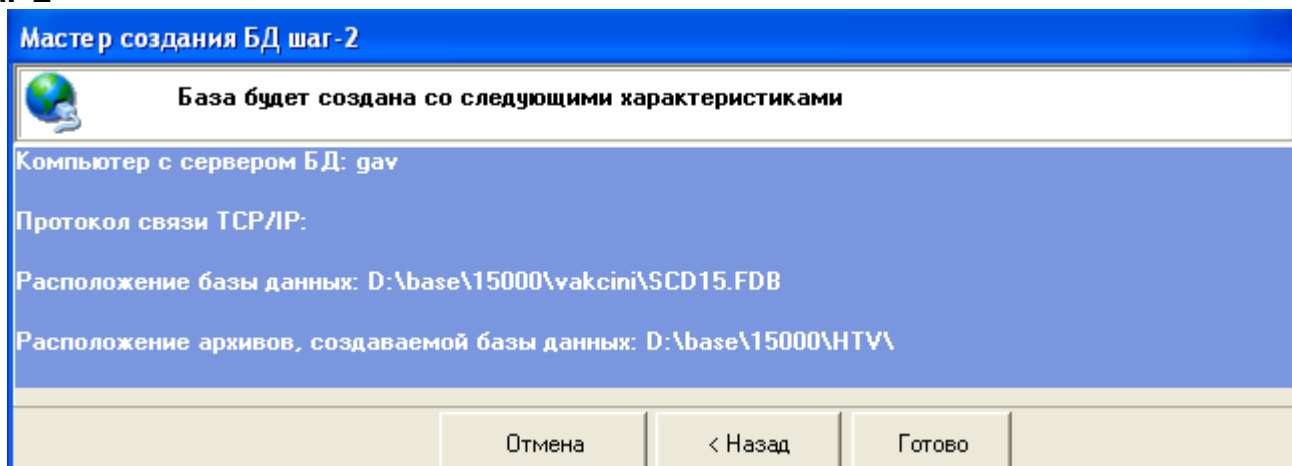 Мастер создания БД шаг-2
База будет создана со следующими характеристиками
Компьютер с сервером БД: gav
Протокол связи TCP/IP:
Расположение базы данных: D:\base\15000\vakcini\SCD15.FDB
Расположение архивов, создаваемой базы данных: D:\base\15000\HTV\
Отмена
< Назад
Готово